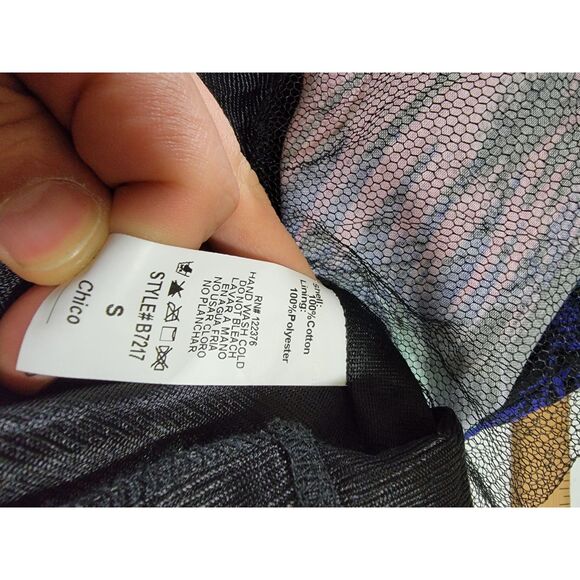 Shell:
100%Cotton
Lining:
100%Polyester
RN# 122376
HAND WASH COLD
DO NOT BLEACH
LAVAR A MANO
EN AGUA FRIA
NO USAR CLORO
NO PLANCHAR
STYLE# B7217
S
Chico